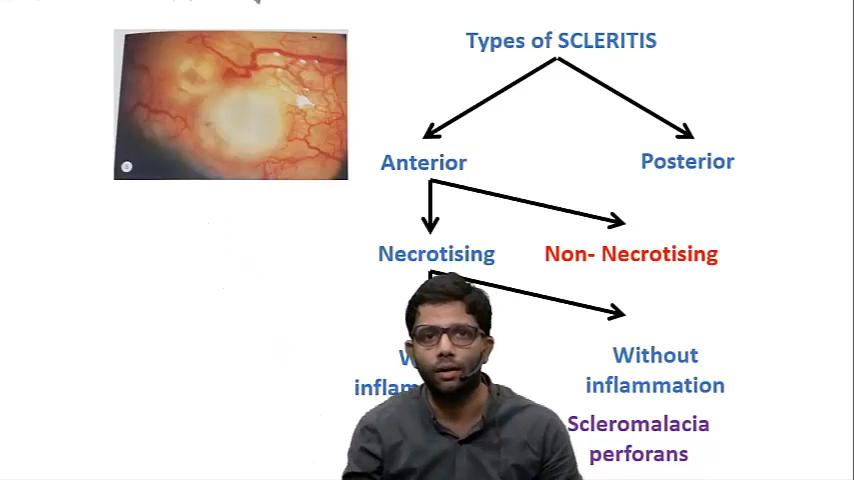 Types of SCLERITIS
Anterior
Posterior
Necrotising
Non- Necrotising
Without
inflammation
Scleromalacia
perforans